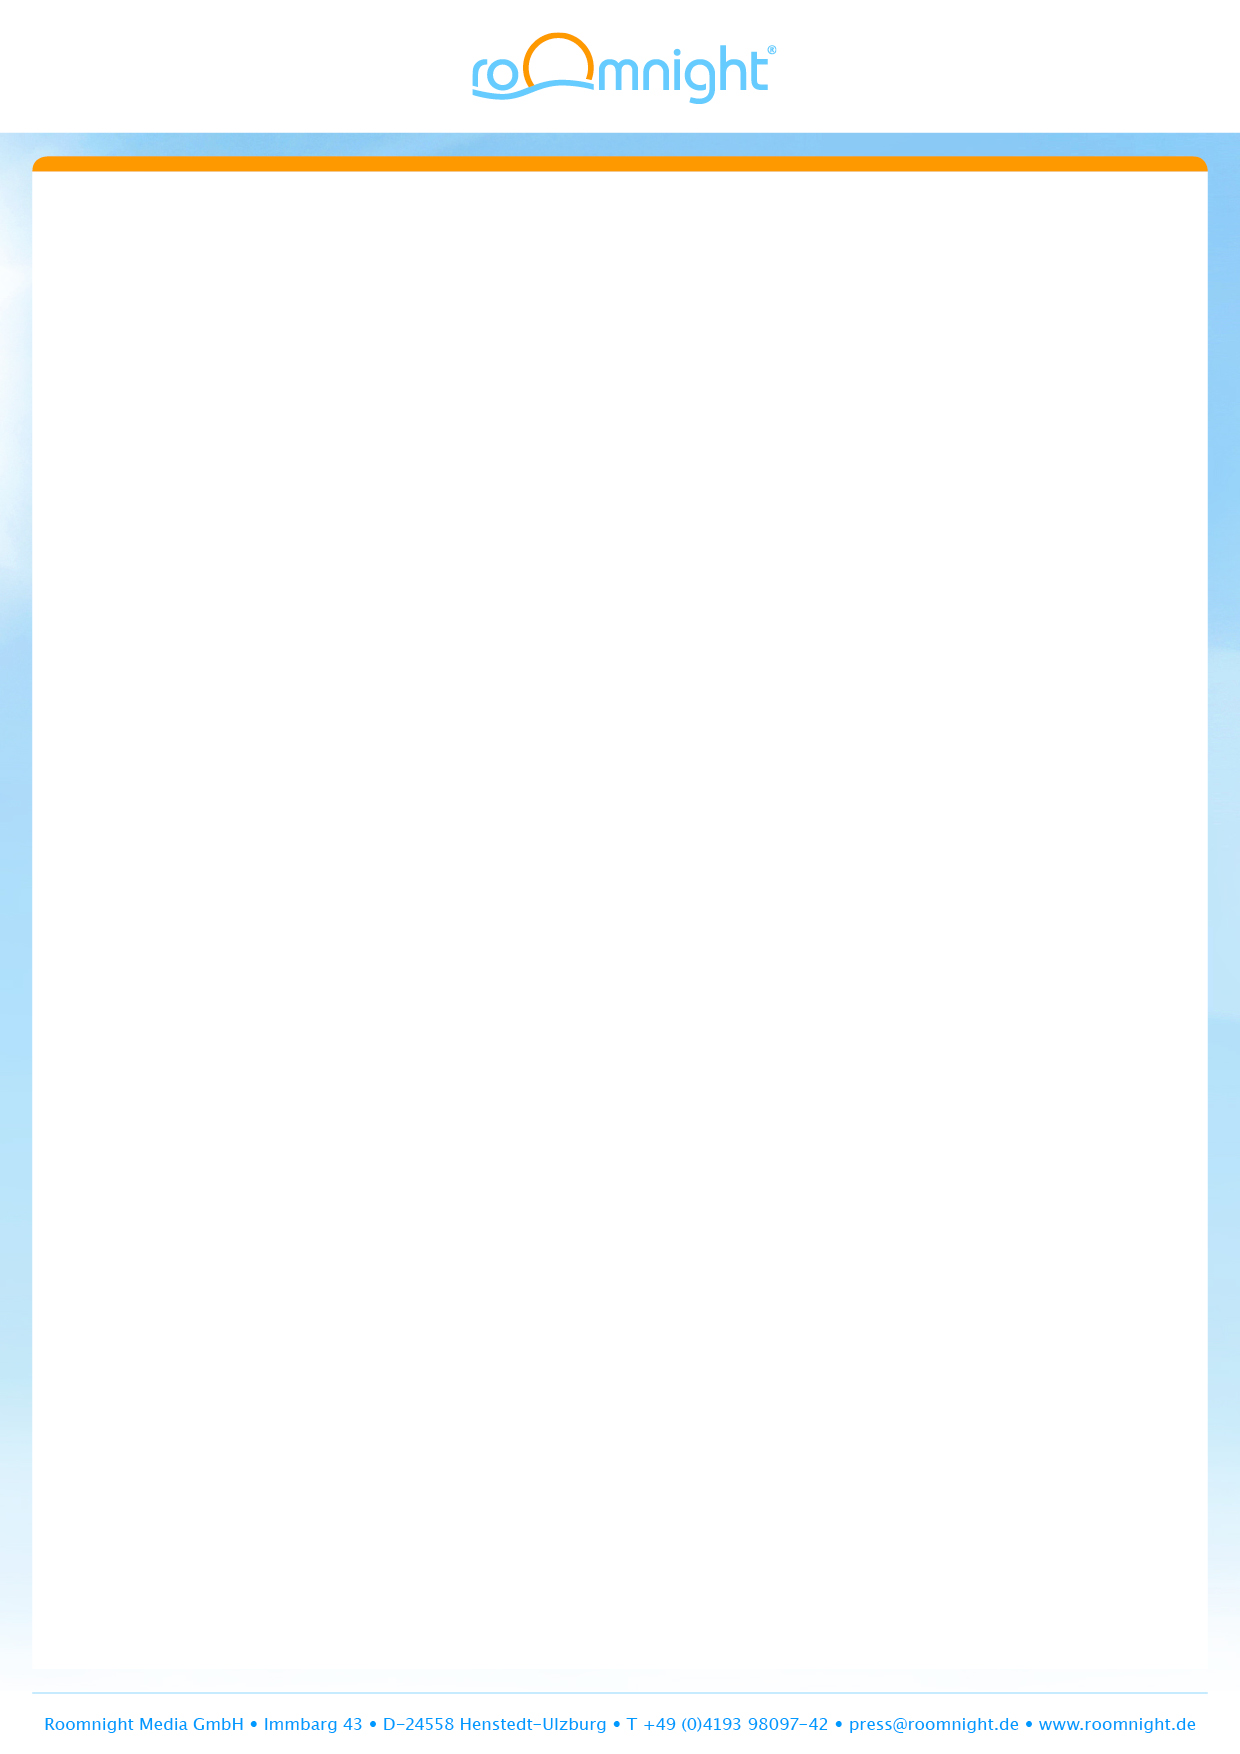 roomnight®
Roomnight Media GmbH • Immbarg 43 • D-24558 Henstedt-Ulzburg • T +49 (0)4193 98097-42 • press@roomnight.de • www.roomnight.de